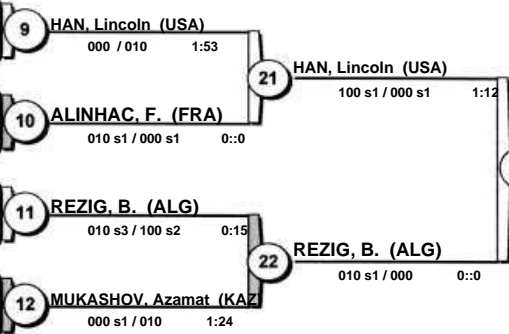 9
HAN, Lincoln (USA)
000 / 010 1:53
21
HAN, Lincoln (USA)
100 s1 / 000 s1 1:12
10
ALINHAC, F. (FRA)
010 s1 / 000 s1 0::0
11
REZIG, B. (ALG)
010 s3 / 100 s2 0:15
22
REZIG, B. (ALG)
010 s1 / 000 0::0
12
MUKASHOV, Azamat (KAZ)
000 s1 / 010 1:24